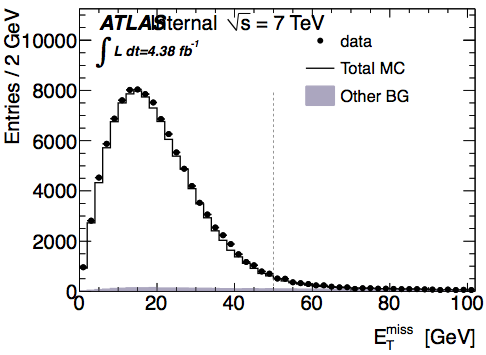 Entries / 2 GeV
ATLAS Internal √s = 7 TeV
∫ L dt=4.38 fb⁻¹
data
Total MC
Other BG
10000
8000
6000
4000
2000
0
0 20 40 60 80 100
E_T^miss [GeV]